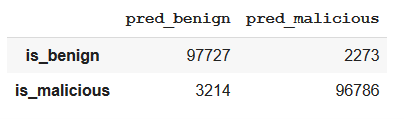 pred_benign pred_malicious
is_benign 97727 2273
is_malicious 3214 96786